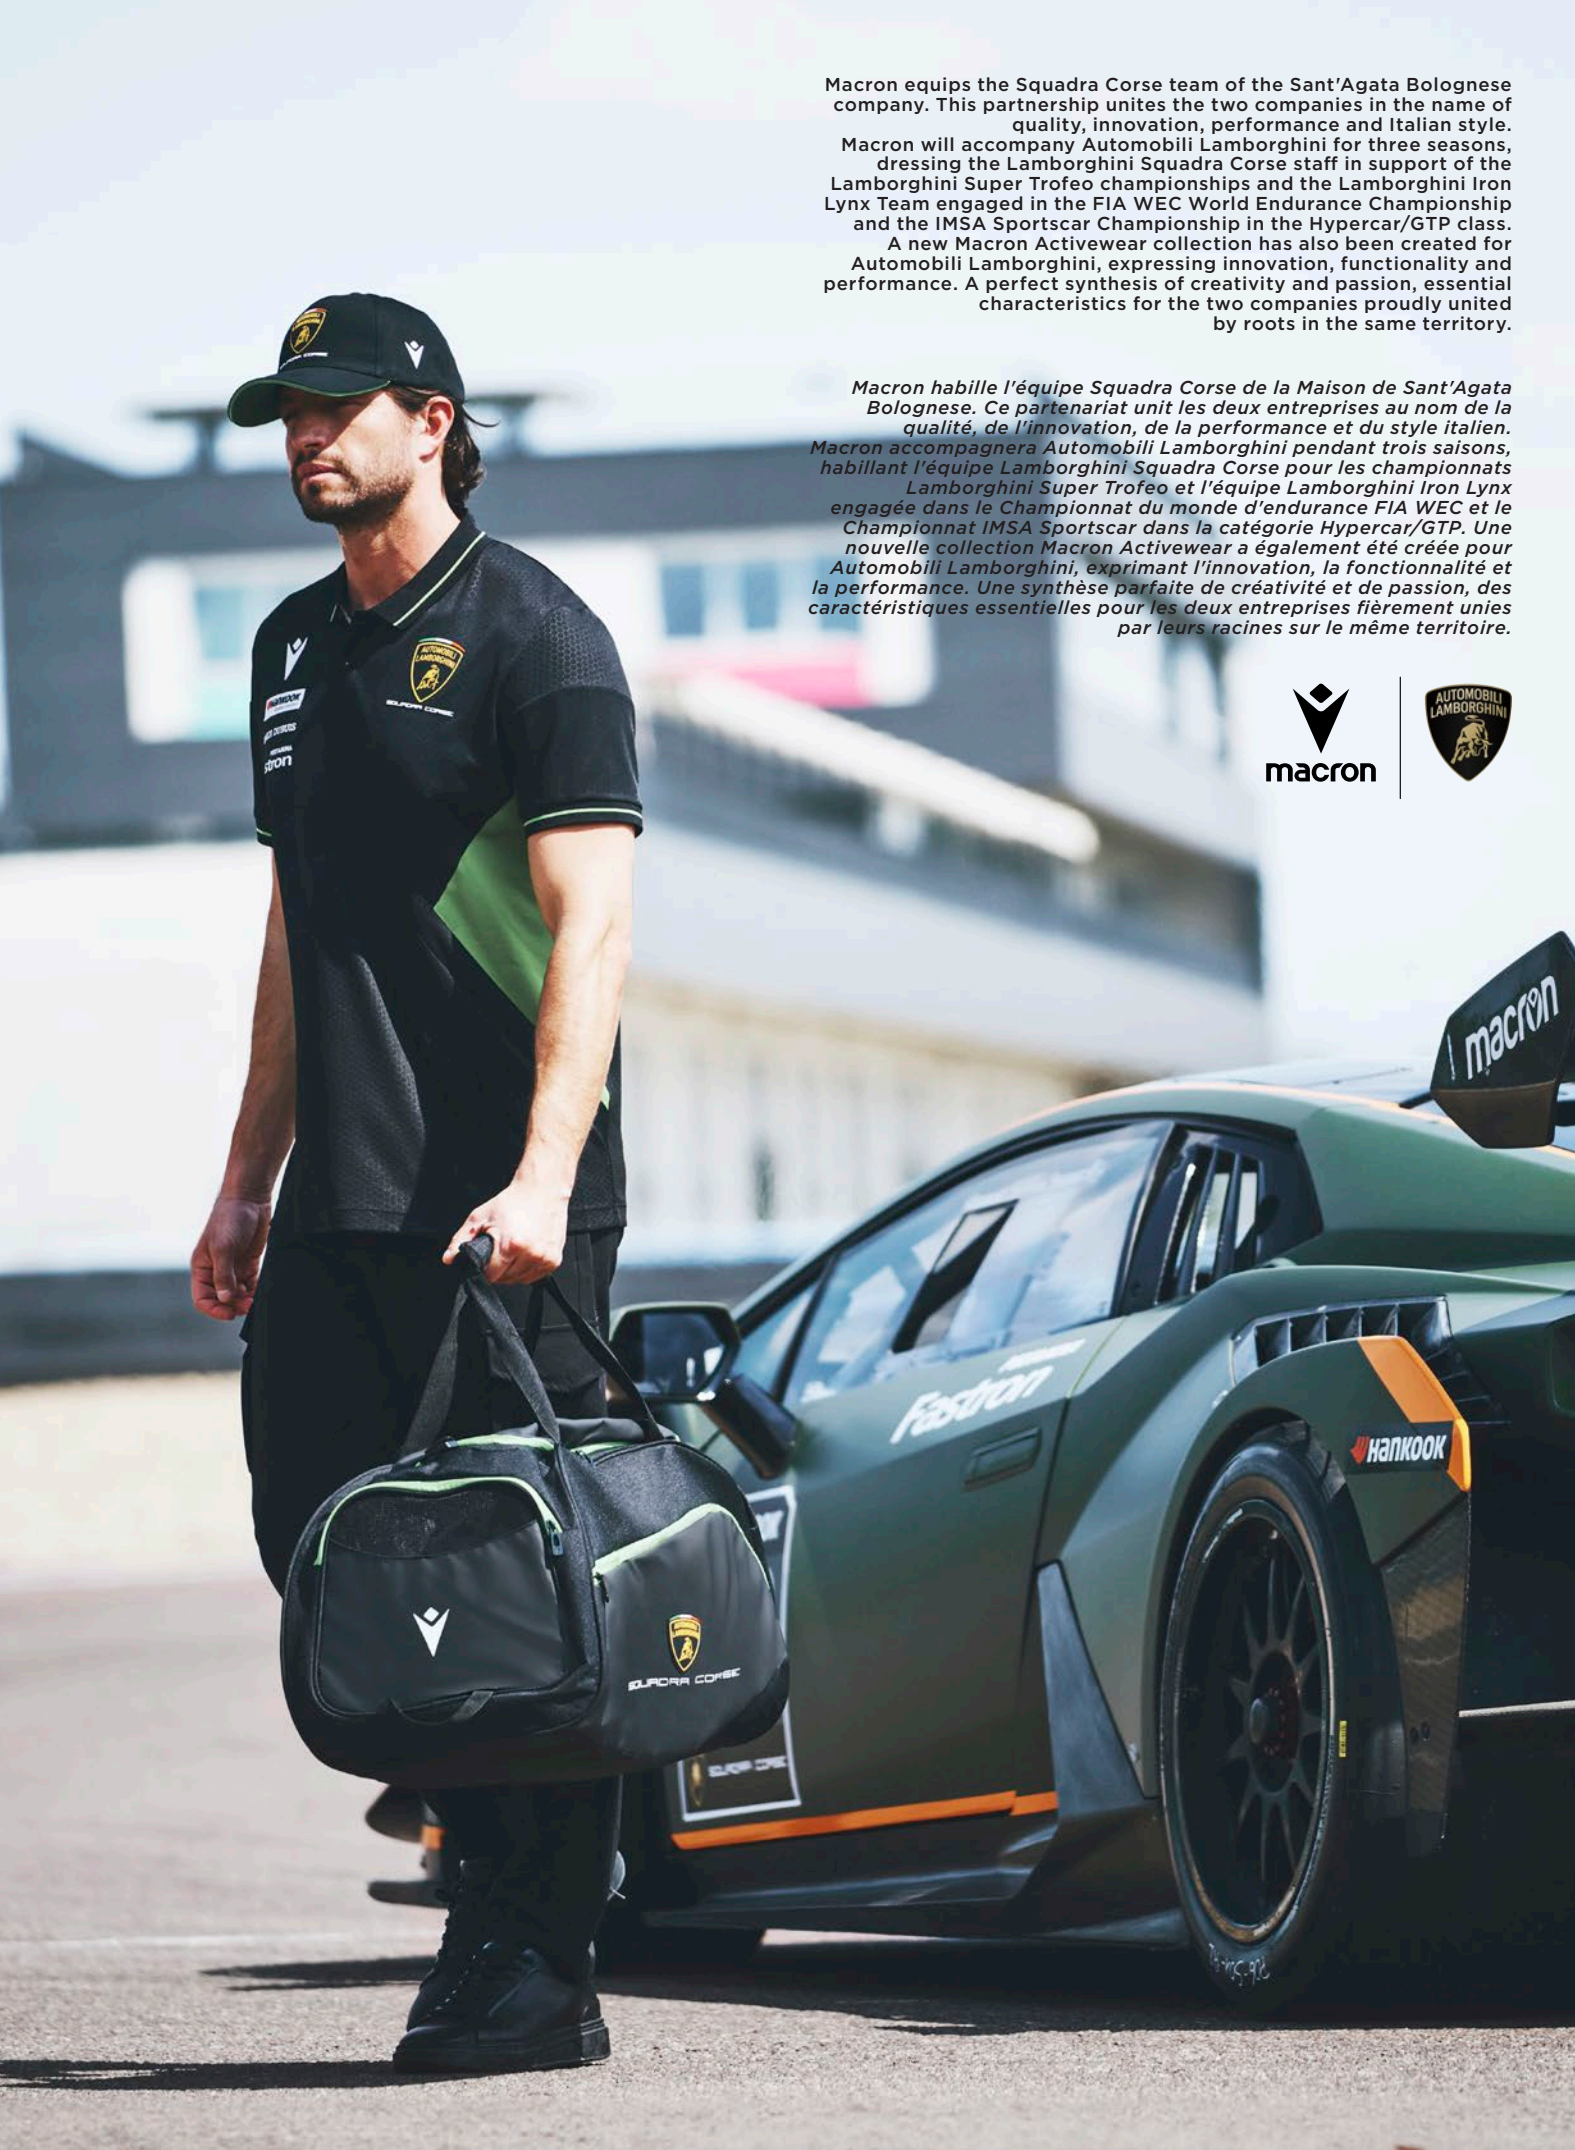 Macron equips the Squadra Corse team of the Sant'Agata Bolognese
company. This partnership unites the two companies in the name of
quality, innovation, performance and Italian style.
Macron will accompany Automobili Lamborghini for three seasons,
dressing the Lamborghini Squadra Corse staff in support of the
Lamborghini Super Trofeo championships and the Lamborghini Iron
Lynx Team engaged in the FIA WEC World Endurance Championship
and the IMSA Sportscar Championship in the Hypercar/GTP class.
A new Macron Activewear collection has also been created for
Automobili Lamborghini, expressing innovation, functionality and
performance. A perfect synthesis of creativity and passion, essential
characteristics for the two companies proudly united
by roots in the same territory.
Macron habille l'équipe Squadra Corse de la Maison de Sant'Agata
Bolognese. Ce partenariat unit les deux entreprises au nom de la
qualité, de l'innovation, de la performance et du style italien.
Macron accompagnera Automobili Lamborghini pendant trois saisons,
habillant l'équipe Lamborghini Squadra Corse pour les championnats
Lamborghini Super Trofeo et l'équipe Lamborghini Iron Lynx
engagée dans le Championnat du monde d'endurance FIA WEC et le
Championnat IMSA Sportscar dans la catégorie Hypercar/GTP. Une
nouvelle collection Macron Activewear a également été créée pour
Automobili Lamborghini, exprimant l'innovation, la fonctionnalité et
la performance. Une synthèse parfaite de créativité et de passion, des
caractéristiques essentielles pour les deux entreprises fièrement unies
par leurs racines sur le même territoire.
macron
AUTOMOBILI
LAMBORGHINI
AUTOMOBILI
LAMBORGHINI
SQUADRA CORSE
HANKOOK
stron
macron
Fastron
HANKOOK
AUTOMOBILI
LAMBORGHINI
SQUADRA CORSE